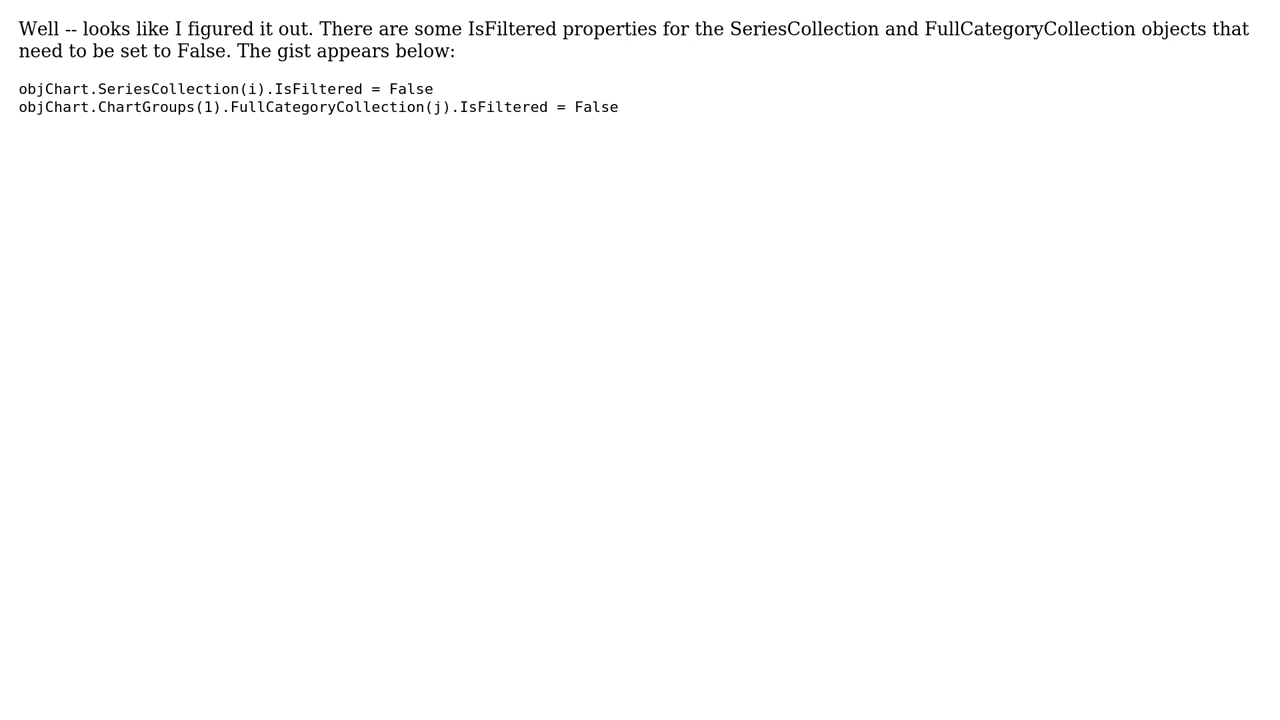 Well -- looks like I figured it out. There are some IsFiltered properties for the SeriesCollection and FullCategoryCollection objects that
need to be set to False. The gist appears below:
objChart.SeriesCollection(i).IsFiltered = False
objChart.ChartGroups(1).FullCategoryCollection(j).IsFiltered = False